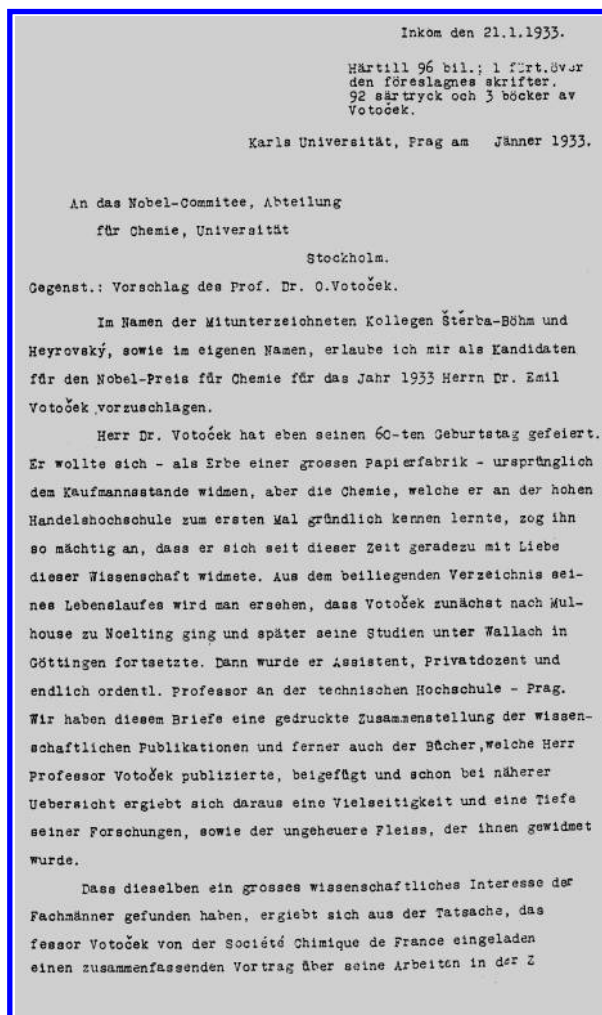 Inkom den 21.1.1933.
Härtill 96 bil.; 1 fört.över
den föreslagnes skrifter.
92 särtryck och 3 böcker av
Votoček.
Karls Universität, Prag am Jänner 1933.
An das Nobel-Commitee, Abteilung
für Chemie, Universität
Stockholm.
Gegenst.: Vorschlag des Prof. Dr. O.Votoček.
Im Namen der Mitunterzeichneten Kollegen Štěrba-Böhm und
Heyrovský, sowie im eigenen Namen, erlaube ich mir als Kandidaten
für den Nobel-Preis für Chemie für das Jahr 1933 Herrn Dr. Emil
Votoček vorzuschlagen.
Herr Dr. Votoček hat eben seinen 60-ten Geburtstag gefeiert.
Er wollte sich - als Erbe einer grossen Papierfabrik - ursprünglich
dem Kaufmannsstande widmen, aber die Chemie, welche er an der hohen
Handelshochschule zum ersten Mal gründlich kennen lernte, zog ihn
so mächtig an, dass er sich seit dieser Zeit geradezu mit Liebe
dieser Wissenschaft widmete. Aus dem beiliegenden Verzeichnis sei-
nes Lebenslaufes wird man ersehen, dass Votoček zunächst nach Mul-
house zu Noelting ging und später seine Studien unter Wallach in
Göttingen fortsetzte. Dann wurde er Assistent, Privatdozent und
endlich ordentl. Professor an der technischen Hochschule - Prag.
Wir haben diesem Briefe eine gedruckte Zusammenstellung der wissen-
schaftlichen Publikationen und ferner auch der Bücher,welche Herr
Professor Votoček publizierte, beigefügt und schon bei näherer
Uebersicht ergiebt sich daraus eine Vielseitigkeit und eine Tiefe
seiner Forschungen, sowie der ungeheuere Fleiss, der ihnen gewidmet
wurde.
Dass dieselben ein grosses wissenschaftliches Interesse der
Fachmänner gefunden haben, ergiebt sich aus der Tatsache, das
fessor Votoček von der Société Chimique de France eingeladen
einen zusammenfassenden Vortrag über seine Arbeiten in der Z